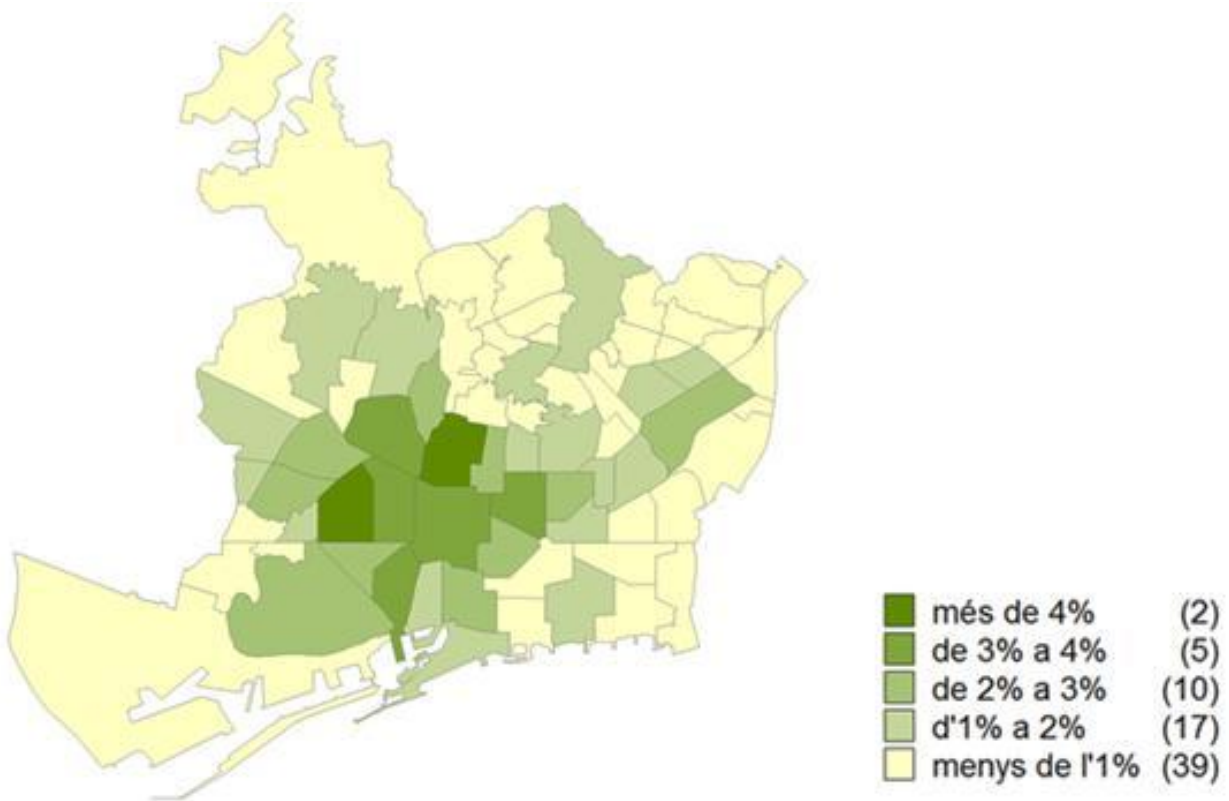 més de 4% (2)
de 3% a 4% (5)
de 2% a 3% (10)
d'1% a 2% (17)
menys de l'1% (39)